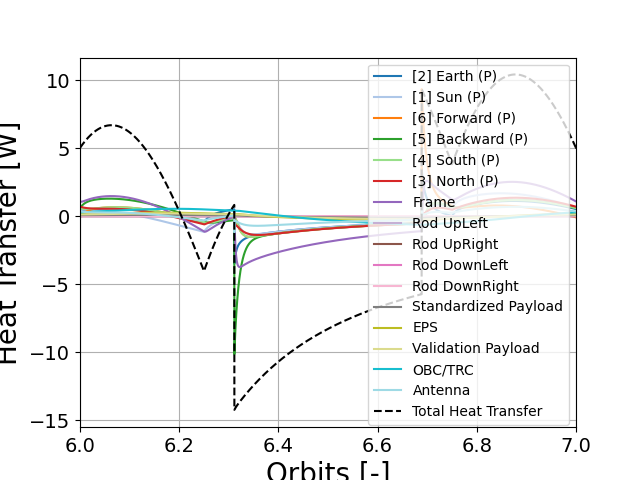 10
5
0
−5
−10
−15
6.0 6.2 6.4 6.6 6.8 7.0
Heat Transfer [W]
Orbits [-]
[2] Earth (P)
[1] Sun (P)
[6] Forward (P)
[5] Backward (P)
[4] South (P)
[3] North (P)
Frame
Rod UpLeft
Rod UpRight
Rod DownLeft
Rod DownRight
Standardized Payload
EPS
Validation Payload
OBC/TRC
Antenna
Total Heat Transfer